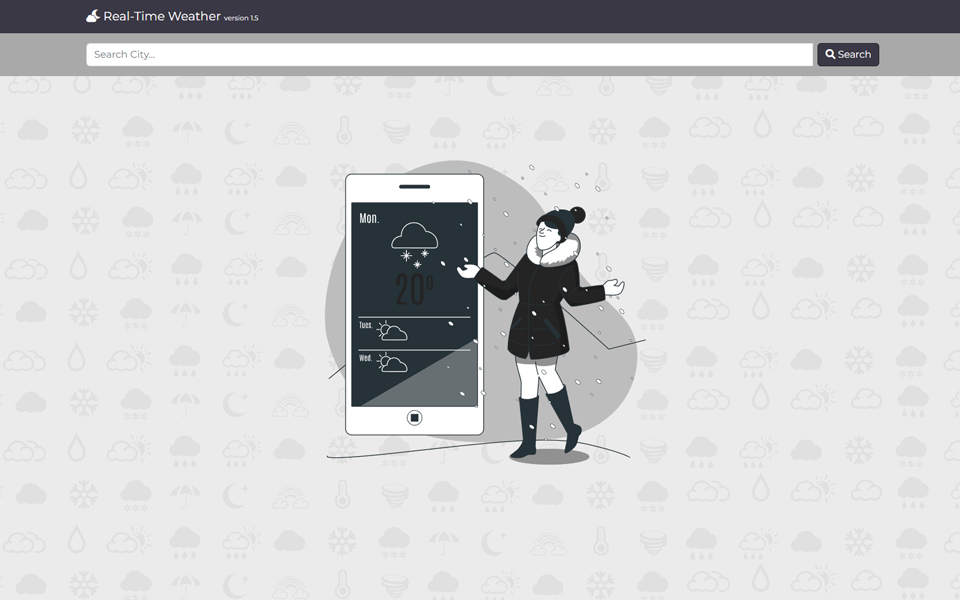 Real-Time Weather version 1.5
Search City...
Search
Mon.
20°
Tues.
Wed.